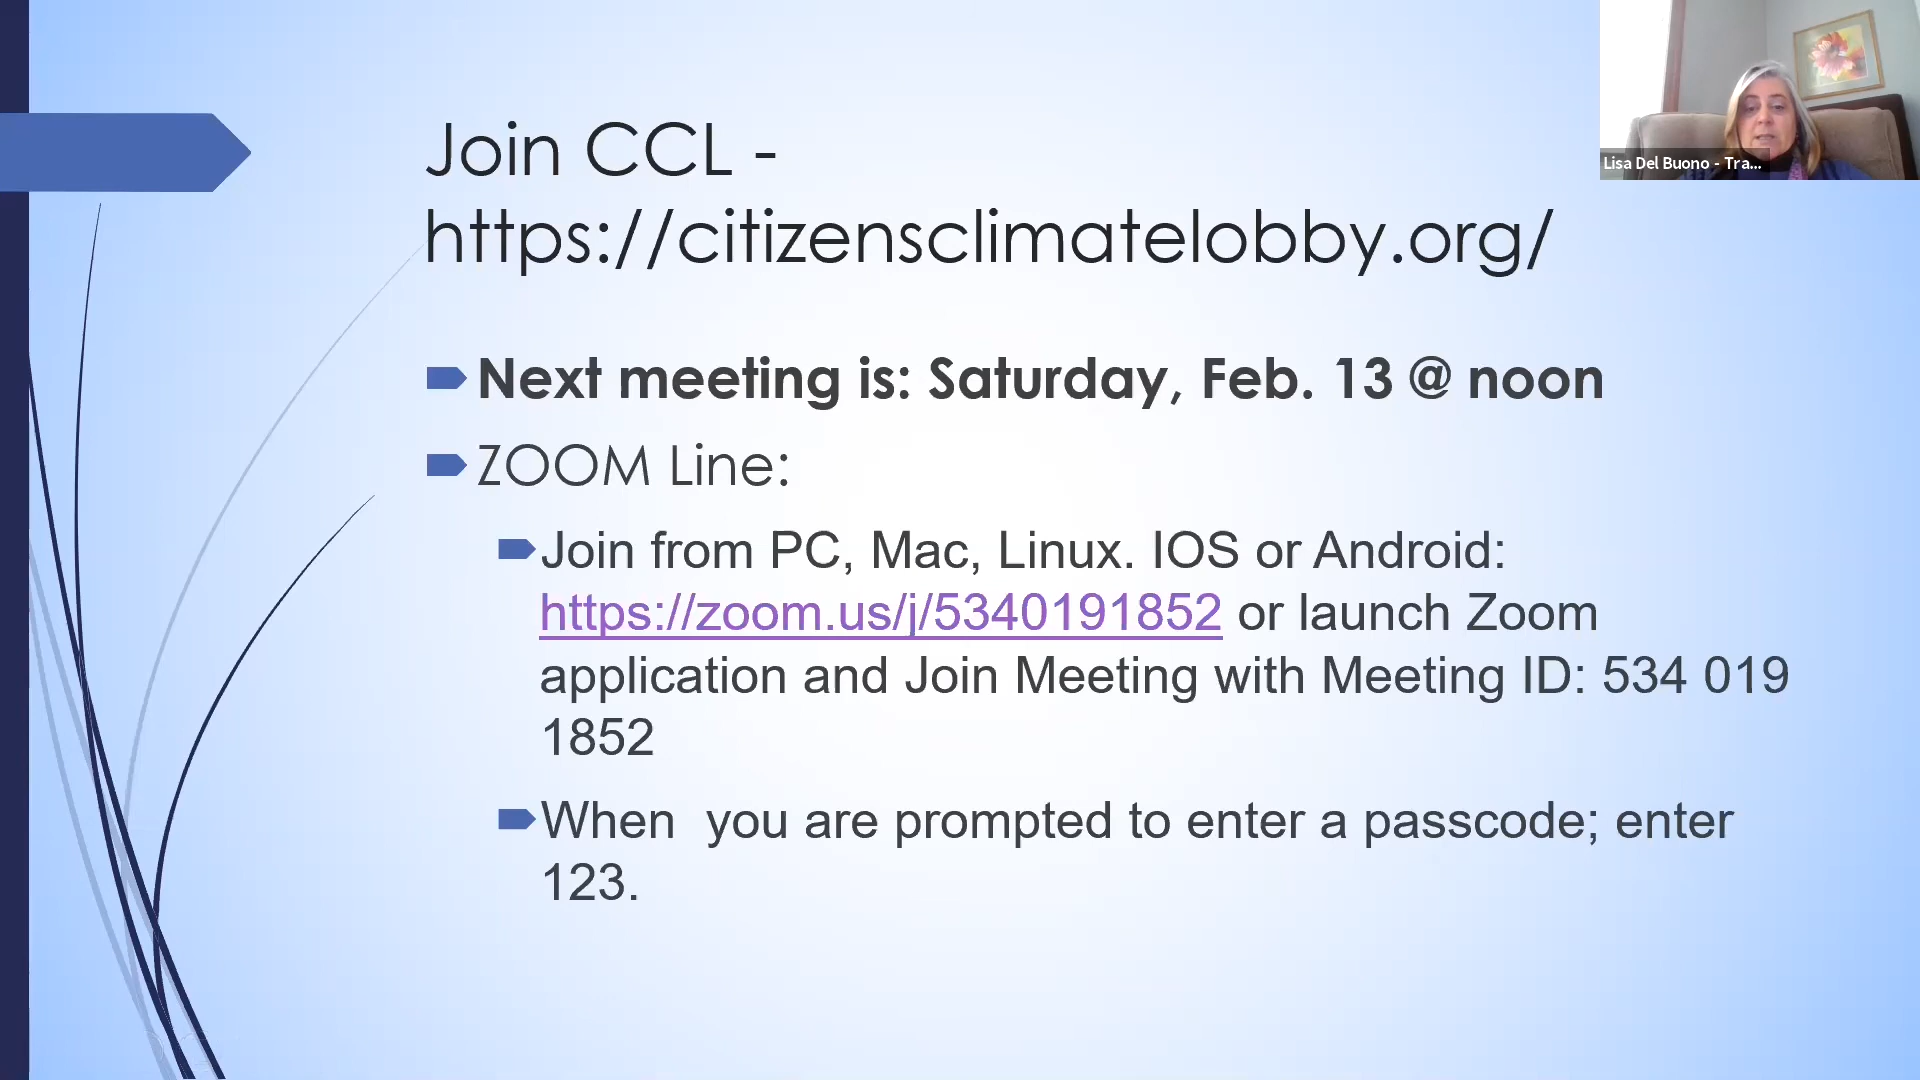 Join CCL -
https://citizensclimatelobby.org/
Next meeting is: Saturday, Feb. 13 @ noon
ZOOM Line:
Join from PC, Mac, Linux. IOS or Android:
https://zoom.us/j/5340191852 or launch Zoom
application and Join Meeting with Meeting ID: 534 019
1852
When  you are prompted to enter a passcode; enter
123.
Lisa Del Buono - Tra...